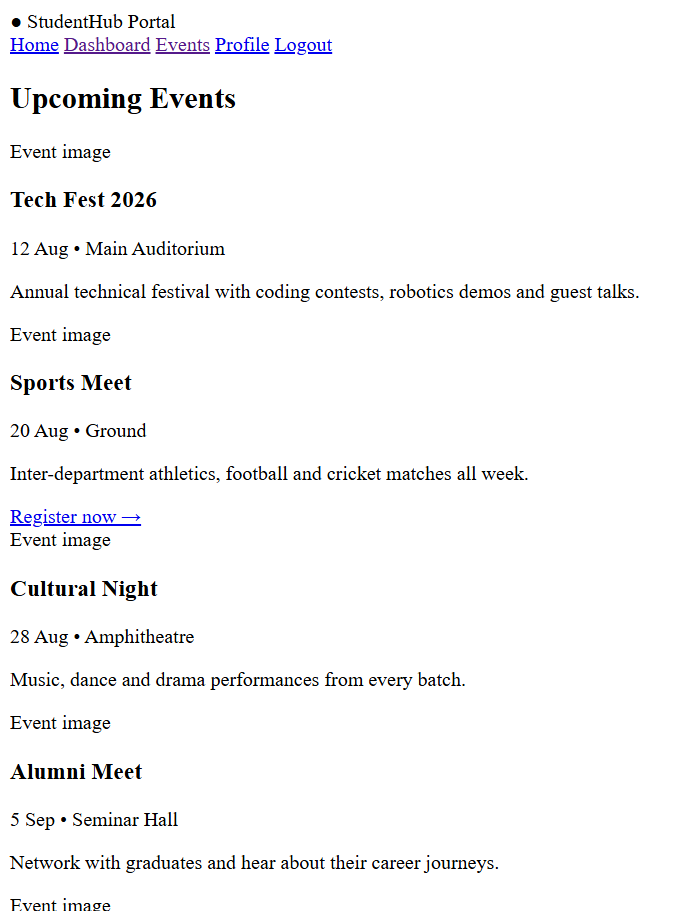 ● StudentHub Portal
Home Dashboard Events Profile Logout
Upcoming Events
Event image
Tech Fest 2026
12 Aug • Main Auditorium
Annual technical festival with coding contests, robotics demos and guest talks.
Event image
Sports Meet
20 Aug • Ground
Inter-department athletics, football and cricket matches all week.
Register now →
Event image
Cultural Night
28 Aug • Amphitheatre
Music, dance and drama performances from every batch.
Event image
Alumni Meet
5 Sep • Seminar Hall
Network with graduates and hear about their career journeys.
Event image